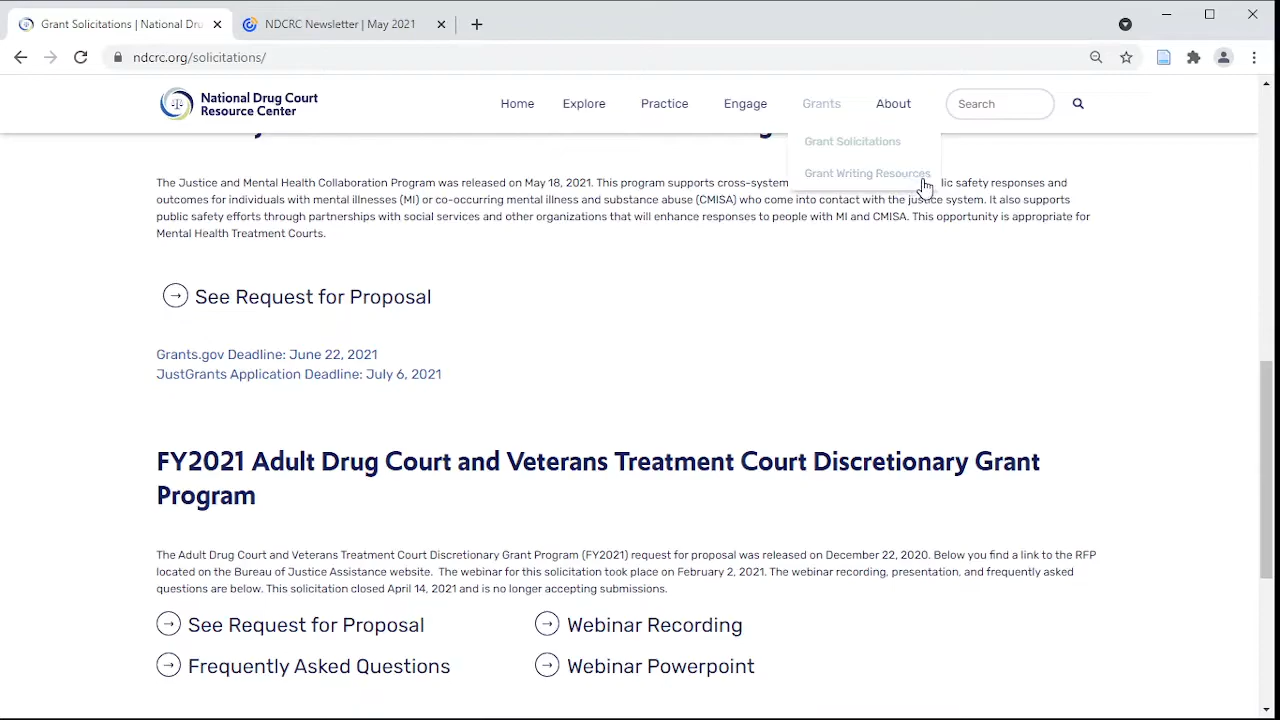 Grant Solicitations | National Dru
NDCRC Newsletter | May 2021
ndcrc.org/solicitations/
National Drug Court
Resource Center
Home
Explore
Practice
Engage
Grants
About
Search
Grant Solicitations
Grant Writing Resources
The Justice and Mental Health Collaboration Program was released on May 18, 2021. This program supports cross-system safety responses and
outcomes for individuals with mental illnesses (MI) or co-occurring mental illness and substance abuse (CMISA) who come into contact with the justice system. It also supports
public safety efforts through partnerships with social services and other organizations that will enhance responses to people with MI and CMISA. This opportunity is appropriate for
Mental Health Treatment Courts.
See Request for Proposal
Grants.gov Deadline: June 22, 2021
JustGrants Application Deadline: July 6, 2021
FY2021 Adult Drug Court and Veterans Treatment Court Discretionary Grant
Program
The Adult Drug Court and Veterans Treatment Court Discretionary Grant Program (FY2021) request for proposal was released on December 22, 2020. Below you find a link to the RFP
located on the Bureau of Justice Assistance website. The webinar for this solicitation took place on February 2, 2021. The webinar recording, presentation, and frequently asked
questions are below. This solicitation closed April 14, 2021 and is no longer accepting submissions.
See Request for Proposal
Webinar Recording
Frequently Asked Questions
Webinar Powerpoint